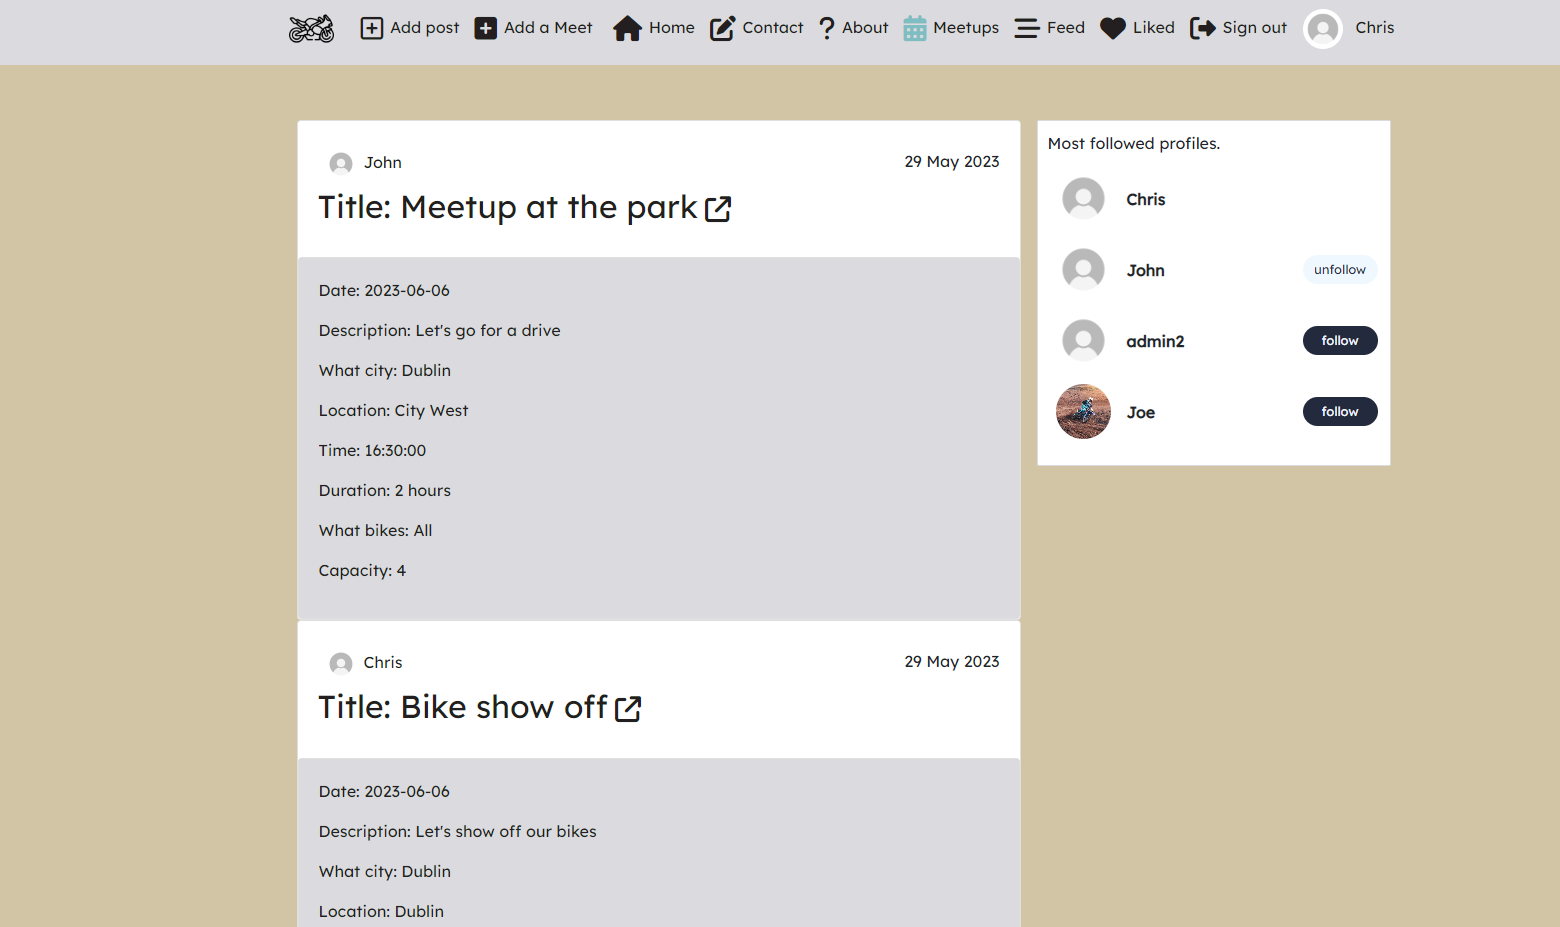 Add post Add a Meet Home Contact About Meetups Feed Liked Sign out Chris
John 29 May 2023
Title: Meetup at the park
Date: 2023-06-06
Description: Let's go for a drive
What city: Dublin
Location: City West
Time: 16:30:00
Duration: 2 hours
What bikes: All
Capacity: 4
Chris 29 May 2023
Title: Bike show off
Date: 2023-06-06
Description: Let's show off our bikes
What city: Dublin
Location: Dublin
Most followed profiles.
Chris
John unfollow
admin2 follow
Joe follow